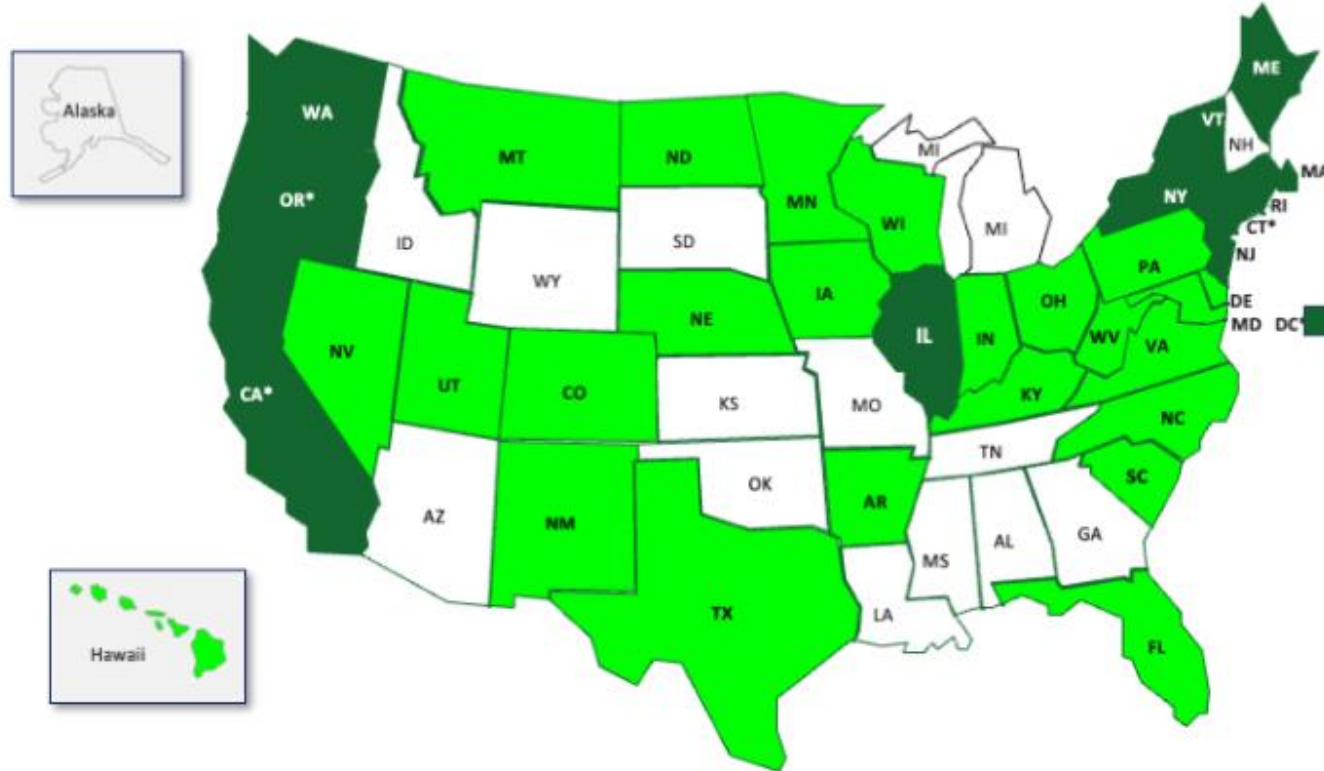 ME
WA
Alaska
VT
NH
MT
ND
MI
MA
OR*
MN
NY
RI
WI
CT*
ID
SD
MI
NJ
PA
WY
IA
OH
DE
NE
IN
MD
DC*
NV
IL
WV
VA
UT
CO
KY
CA*
KS
MO
NC
TN
SC
OK
AR
AZ
NM
GA
AL
MS
TX
LA
Hawaii
FL